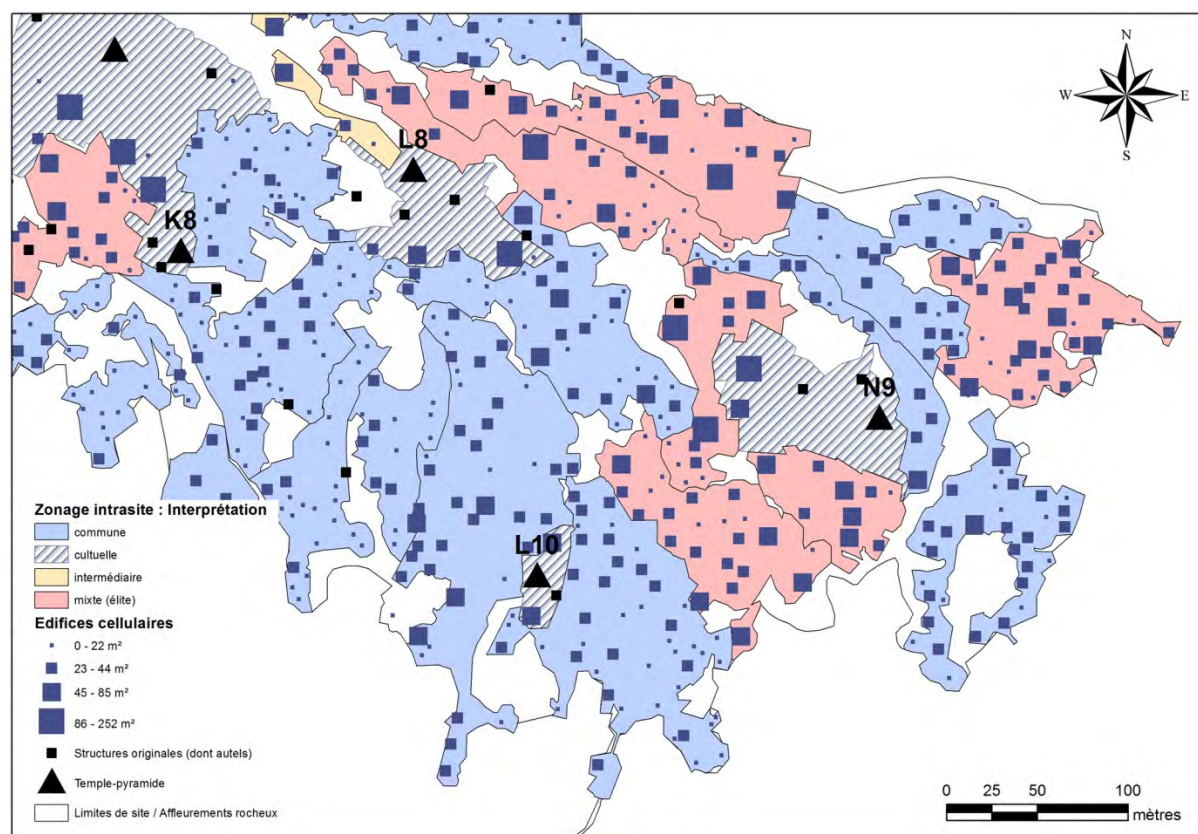 N
W
E
S
L8
K8
N9
L10
Zonage intrasite : Interprétation
commune
cultuelle
intermédiaire
mixte (élite)
Edifices cellulaires
0 - 22 m²
23 - 44 m²
45 - 85 m²
86 - 252 m²
Structures originales (dont autels)
Temple-pyramide
Limites de site / Affleurements rocheux
0 25 50 100
mètres